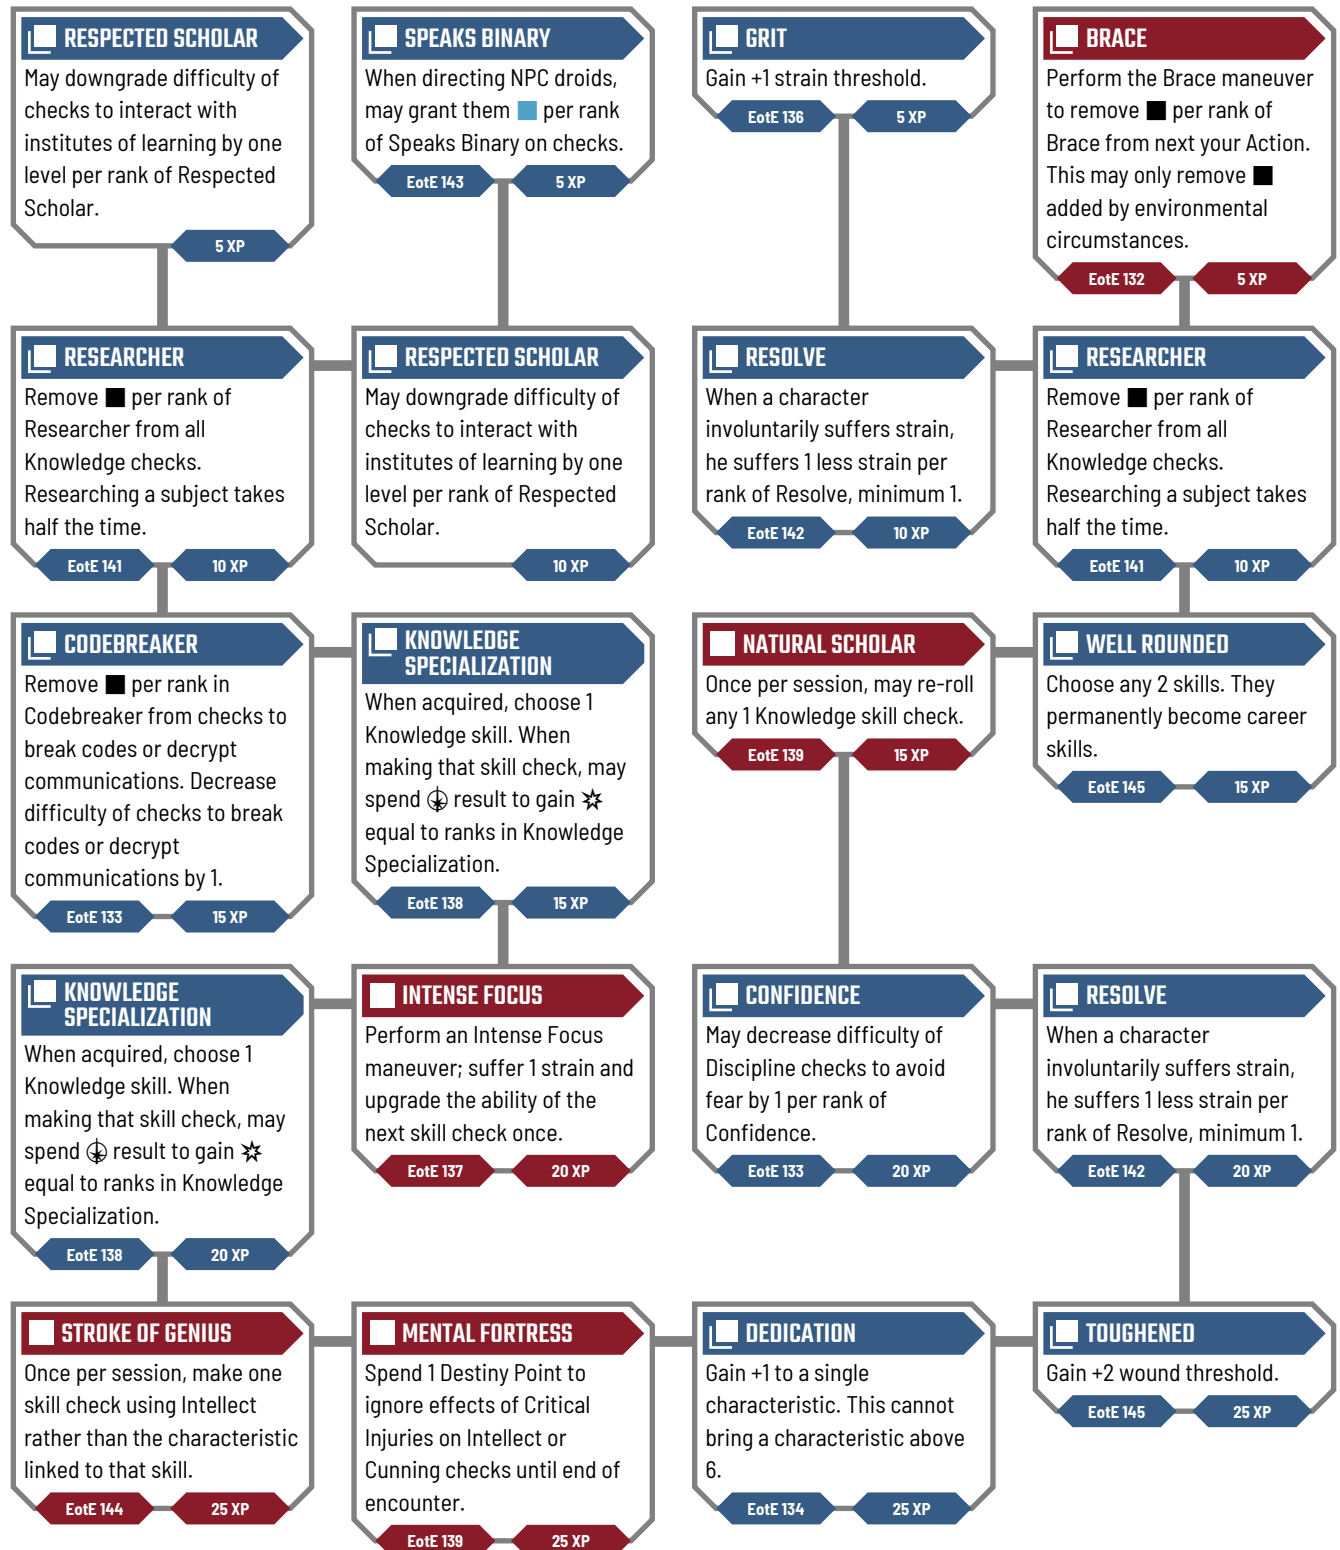 RESPECTED SCHOLAR
May downgrade difficulty of
checks to interact with
institutes of learning by one
level per rank of Respected
Scholar.
5 XP
SPEAKS BINARY
When directing NPC droids,
may grant them per rank
of Speaks Binary on checks.
EotE 143
5 XP
GRIT
Gain +1 strain threshold.
EotE 136
5 XP
BRACE
Perform the Brace maneuver
to remove per rank of
Brace from next your Action.
This may only remove
added by environmental
circumstances.
EotE 132
5 XP
RESEARCHER
Remove per rank of
Researcher from all
Knowledge checks.
Researching a subject takes
half the time.
EotE 141
10 XP
RESPECTED SCHOLAR
May downgrade difficulty of
checks to interact with
institutes of learning by one
level per rank of Respected
Scholar.
10 XP
RESOLVE
When a character
involuntarily suffers strain,
he suffers 1 less strain per
rank of Resolve, minimum 1.
EotE 142
10 XP
RESEARCHER
Remove per rank of
Researcher from all
Knowledge checks.
Researching a subject takes
half the time.
EotE 141
10 XP
CODEBREAKER
Remove per rank in
Codebreaker from checks to
break codes or decrypt
communications. Decrease
difficulty of checks to break
codes or decrypt
communications by 1.
EotE 133
15 XP
KNOWLEDGE
SPECIALIZATION
When acquired, choose 1
Knowledge skill. When
making that skill check, may
spend result to gain
equal to ranks in Knowledge
Specialization.
EotE 138
15 XP
NATURAL SCHOLAR
Once per session, may re-roll
any 1 Knowledge skill check.
EotE 139
15 XP
WELL ROUNDED
Choose any 2 skills. They
permanently become career
skills.
EotE 145
15 XP
KNOWLEDGE
SPECIALIZATION
When acquired, choose 1
Knowledge skill. When
making that skill check, may
spend result to gain
equal to ranks in Knowledge
Specialization.
EotE 138
20 XP
INTENSE FOCUS
Perform an Intense Focus
maneuver; suffer 1 strain and
upgrade the ability of the
next skill check once.
EotE 137
20 XP
CONFIDENCE
May decrease difficulty of
Discipline checks to avoid
fear by 1 per rank of
Confidence.
EotE 133
20 XP
RESOLVE
When a character
involuntarily suffers strain,
he suffers 1 less strain per
rank of Resolve, minimum 1.
EotE 142
20 XP
STROKE OF GENIUS
Once per session, make one
skill check using Intellect
rather than the characteristic
linked to that skill.
EotE 144
25 XP
MENTAL FORTRESS
Spend 1 Destiny Point to
ignore effects of Critical
Injuries on Intellect or
Cunning checks until end of
encounter.
EotE 139
25 XP
DEDICATION
Gain +1 to a single
characteristic. This cannot
bring a characteristic above
6.
EotE 134
25 XP
TOUGHENED
Gain +2 wound threshold.
EotE 145
25 XP